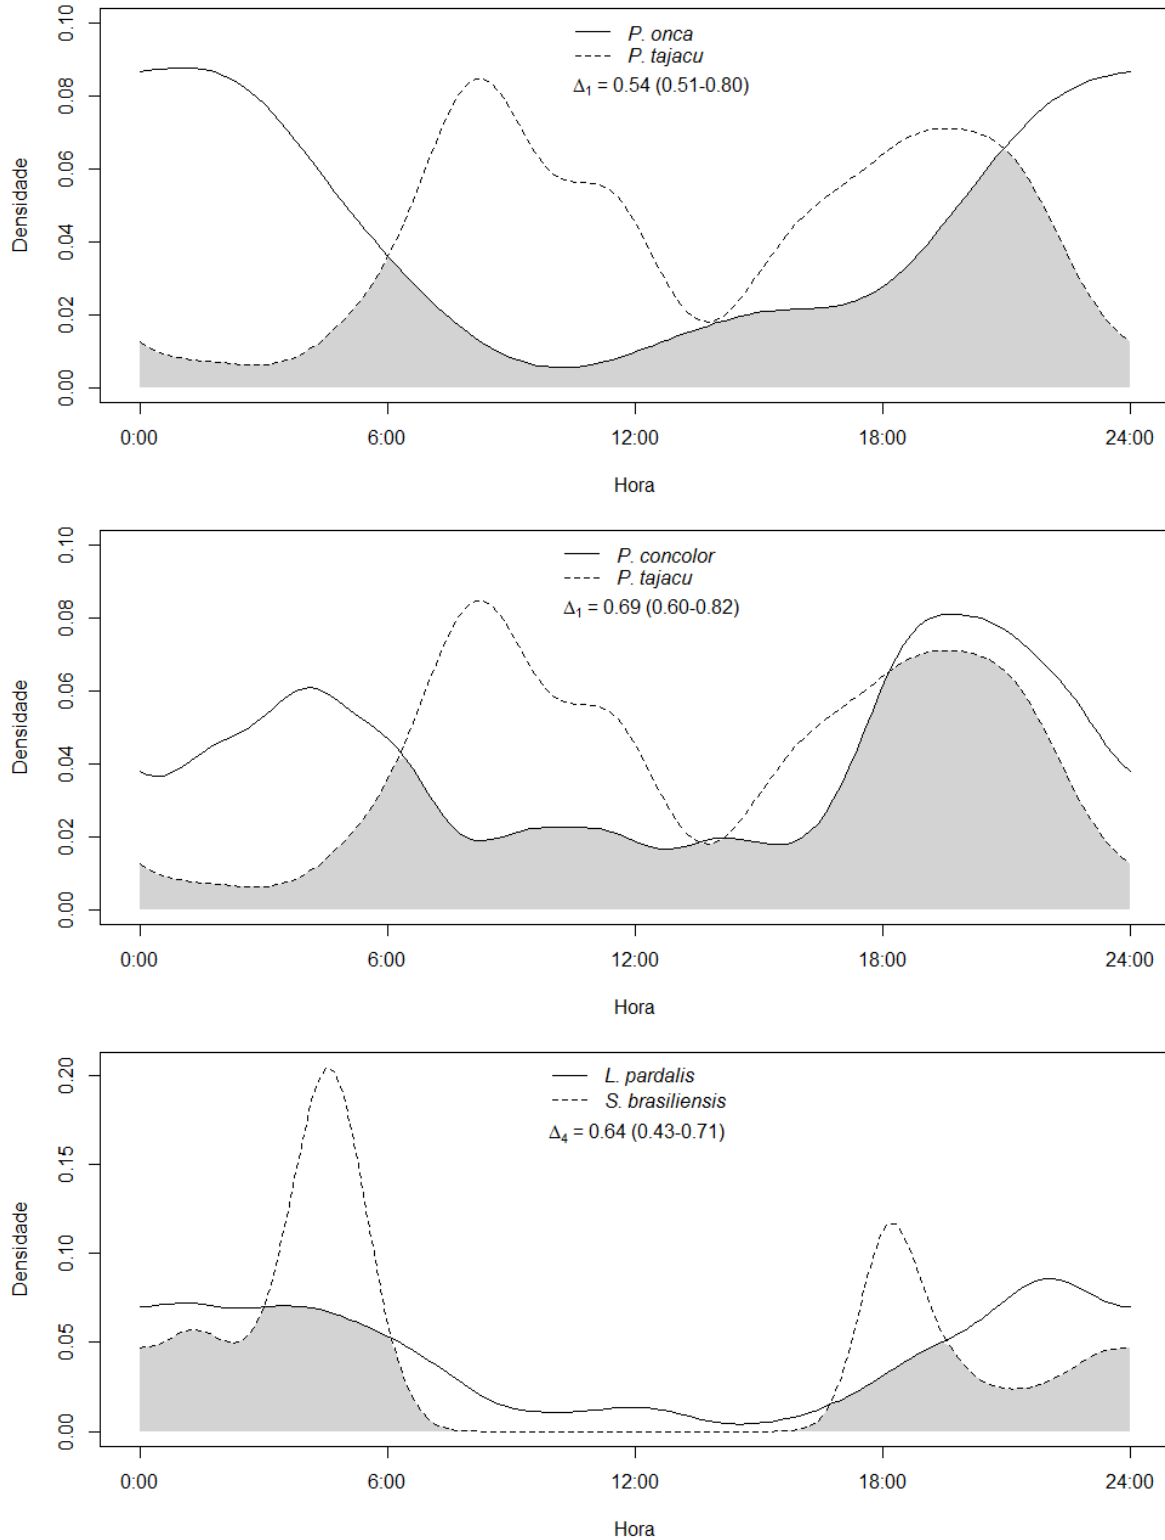 P. onca
P. tajacu
Δ1 = 0.54 (0.51-0.80)
Densidade
0.00 0.02 0.04 0.06 0.08 0.10
0:00 6:00 12:00 18:00 24:00
Hora
P. concolor
P. tajacu
Δ1 = 0.69 (0.60-0.82)
Densidade
0.00 0.02 0.04 0.06 0.08 0.10
0:00 6:00 12:00 18:00 24:00
Hora
L. pardalis
S. brasiliensis
Δ4 = 0.64 (0.43-0.71)
Densidade
0.00 0.05 0.10 0.15 0.20
0:00 6:00 12:00 18:00 24:00
Hora